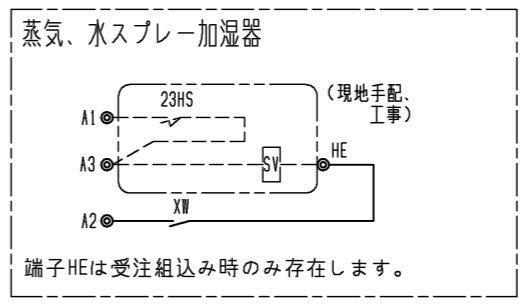 蒸気、水スプレー加湿器
23HS
(現地手配、
工事)
A1
A3
SV
HE
A2
XW
端子HEは受注組込み時のみ存在します。